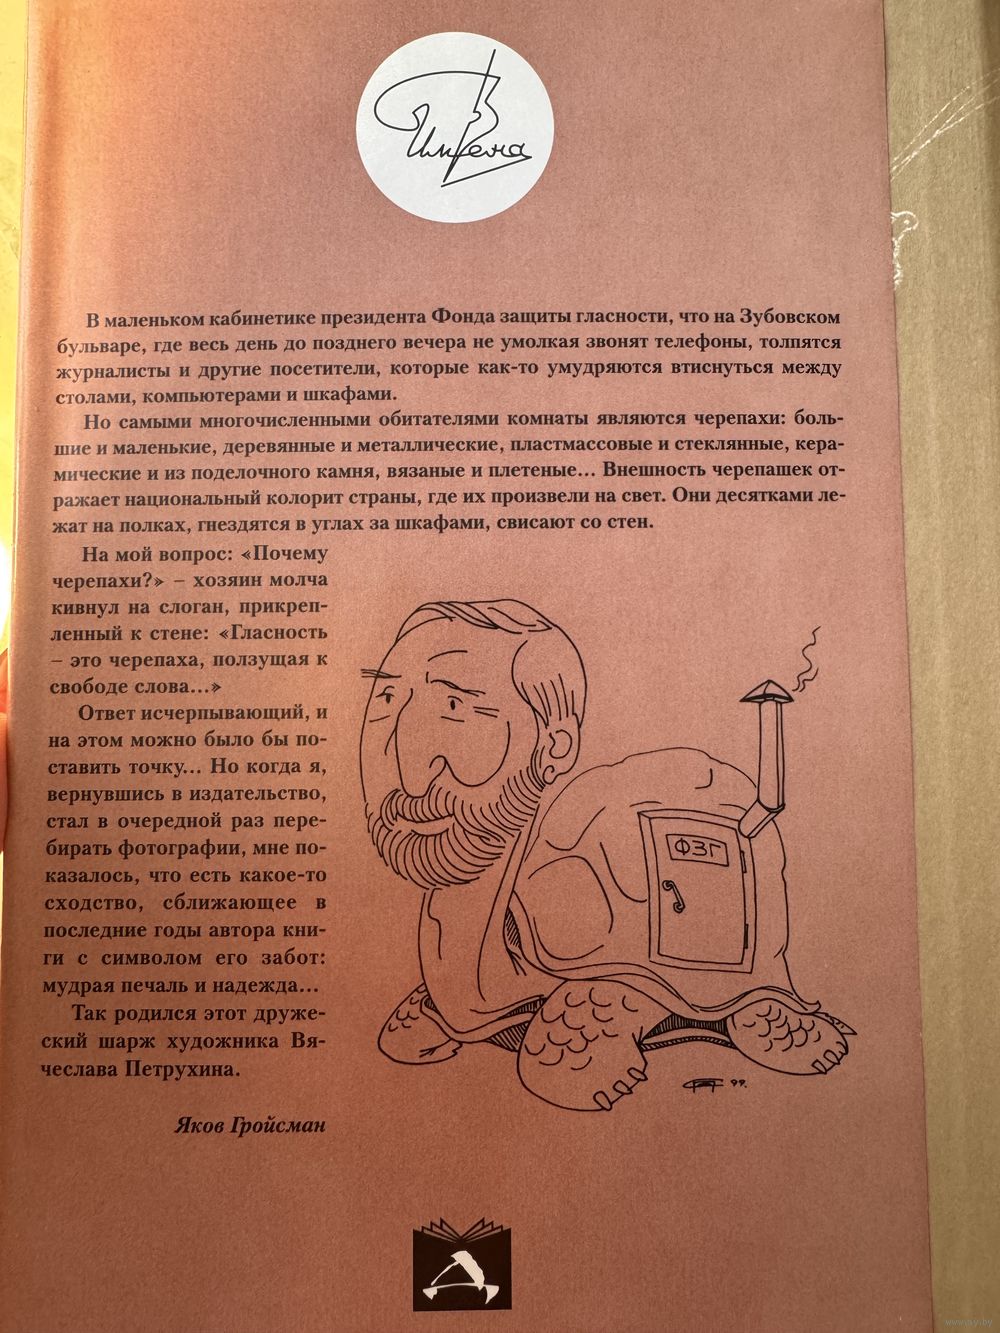 Имрена
В маленьком кабинетике президента Фонда защиты гласности, что на Зубовском
бульваре, где весь день до позднего вечера не умолкая звонят телефоны, толпятся
журналисты и другие посетители, которые как-то умудряются втиснуться между
столами, компьютерами и шкафами.
Но самыми многочисленными обитателями комнаты являются черепахи: боль-
шие и маленькие, деревянные и металлические, пластмассовые и стеклянные, кера-
мические и из поделочного камня, вязаные и плетеные... Внешность черепашек от-
ражает национальный колорит страны, где их произвели на свет. Они десятками ле-
жат на полках, гнездятся в углах за шкафами, свисают со стен.
На мой вопрос: «Почему
черепахи?» – хозяин молча
кивнул на слоган, прикреп-
ленный к стене: «Гласность
– это черепаха, ползущая к
свободе слова...»
Ответ исчерпывающий, и
на этом можно было бы по-
ставить точку... Но когда я,
вернувшись в издательство,
стал в очередной раз пере-
бирать фотографии, мне по-
казалось, что есть какое-то
сходство, сближающее в
последние годы автора кни-
ги с символом его забот:
мудрая печаль и надежда...
Так родился этот друже-
ский шарж художника Вя-
чеслава Петрухина.
Яков Гройсман
ФЗГ
99.
www.ay.by